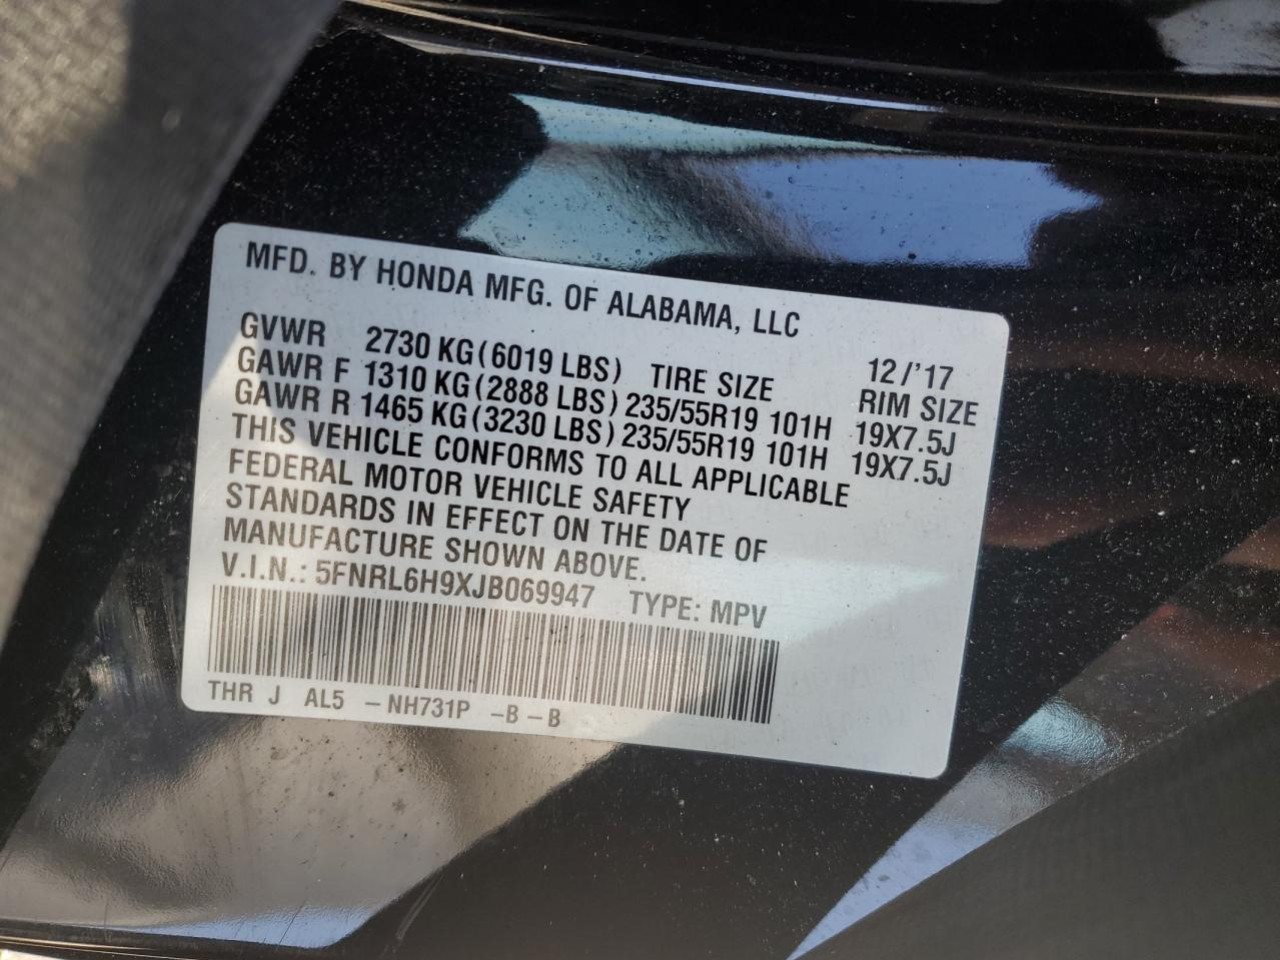 MFD. BY HONDA MFG. OF ALABAMA, LLC
GVWR 2730 KG(6019 LBS) TIRE SIZE 12/'17 RIM SIZE
GAWR F 1310 KG(2888 LBS) 235/55R19 101H 19X7.5J
GAWR R 1465 KG(3230 LBS) 235/55R19 101H 19X7.5J
THIS VEHICLE CONFORMS TO ALL APPLICABLE
FEDERAL MOTOR VEHICLE SAFETY
STANDARDS IN EFFECT ON THE DATE OF
MANUFACTURE SHOWN ABOVE.
V.I.N.: 5FNRL6H9XJB069947 TYPE: MPV
THR J AL5 -NH731P -B-B